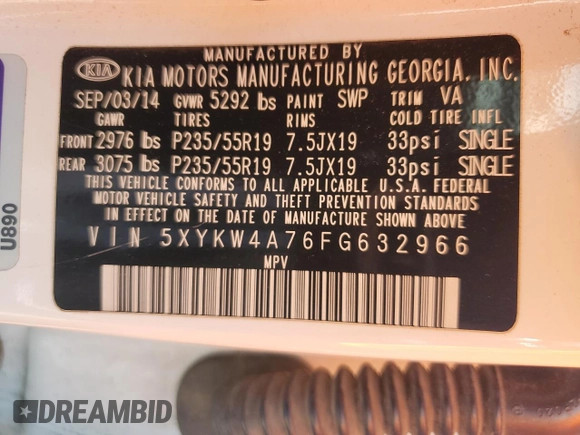 MANUFACTURED BY
KIA KIA MOTORS MANUFACTURING GEORGIA, INC.
SEP/03/14 GVWR 5292 lbs PAINT SWP TRIM VA
GAWR TIRES RIMS COLD TIRE INFL
FRONT 2976 lbs P235/55R19 7.5JX19 33psi SINGLE
REAR 3075 lbs P235/55R19 7.5JX19 33psi SINGLE
THIS VEHICLE CONFORMS TO ALL APPLICABLE U.S.A. FEDERAL
MOTOR VEHICLE SAFETY AND THEFT PREVENTION STANDARDS
IN EFFECT ON THE DATE OF MANUFACTURE SHOWN ABOVE.
VIN 5XYKW4A76FG632966
MPV
U890
DREAMBID